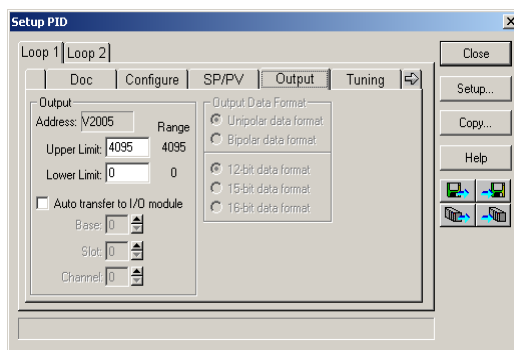 Setup PID
Loop 1 Loop 2
Doc Configure SP/PV Output Tuning
Output
Address: V2005
Range
Upper Limit: 4095 4095
Lower Limit: 0 0
Auto transfer to I/O module
Base: 0
Slot: 0
Channel: 0
Output Data Format
Unipolar data format
Bipolar data format
12-bit data format
15-bit data format
16-bit data format
Close
Setup...
Copy...
Help